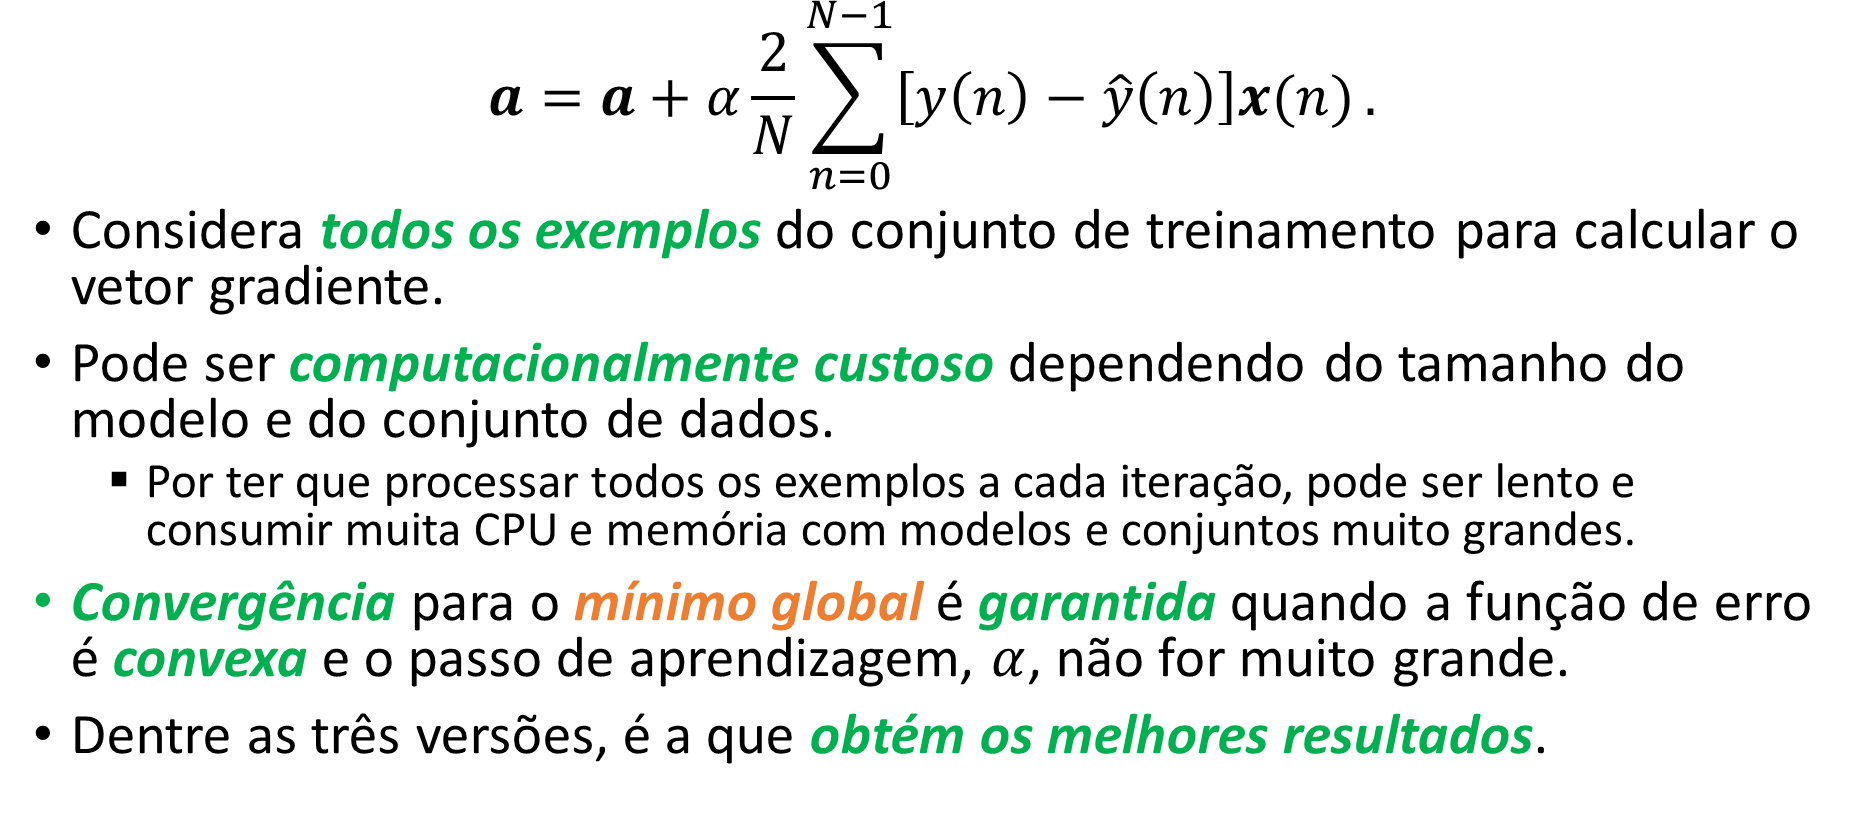 a = a + α 2/N ∑_{n=0}^{N−1} [y(n) − ŷ(n)]x(n) .
• Considera todos os exemplos do conjunto de treinamento para calcular o
vetor gradiente.
• Pode ser computacionalmente custoso dependendo do tamanho do
modelo e do conjunto de dados.
▪ Por ter que processar todos os exemplos a cada iteração, pode ser lento e
consumir muita CPU e memória com modelos e conjuntos muito grandes.
• Convergência para o mínimo global é garantida quando a função de erro
é convexa e o passo de aprendizagem, α, não for muito grande.
• Dentre as três versões, é a que obtém os melhores resultados.